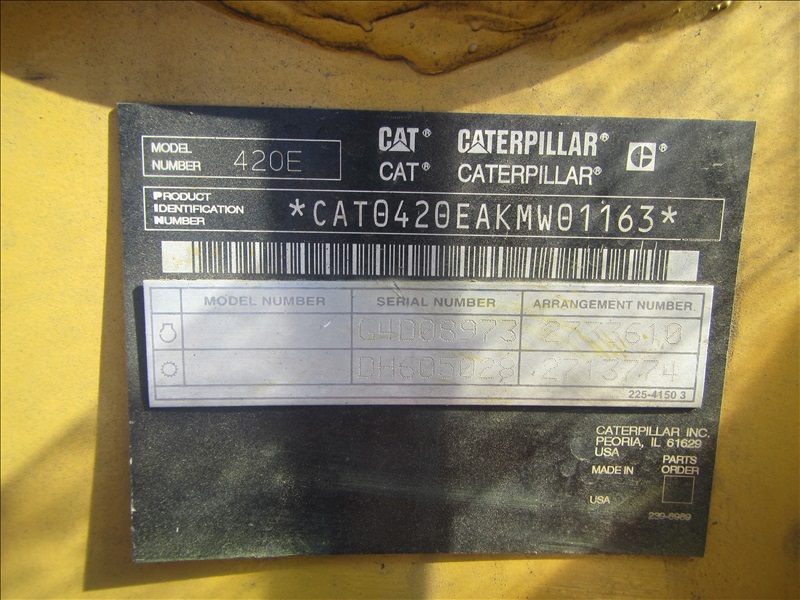 MODEL NUMBER 420E
CAT® CATERPILLAR® ®
CAT® CATERPILLAR®
PRODUCT IDENTIFICATION NUMBER *CAT0420EAKMW01163*
MODEL NUMBER SERIAL NUMBER ARRANGEMENT NUMBER
G4D08973 2733610
DH605028 2713774
225-4150 3
CATERPILLAR INC.
PEORIA, IL 61629
USA
MADE IN
USA
PARTS ORDER
239-8989